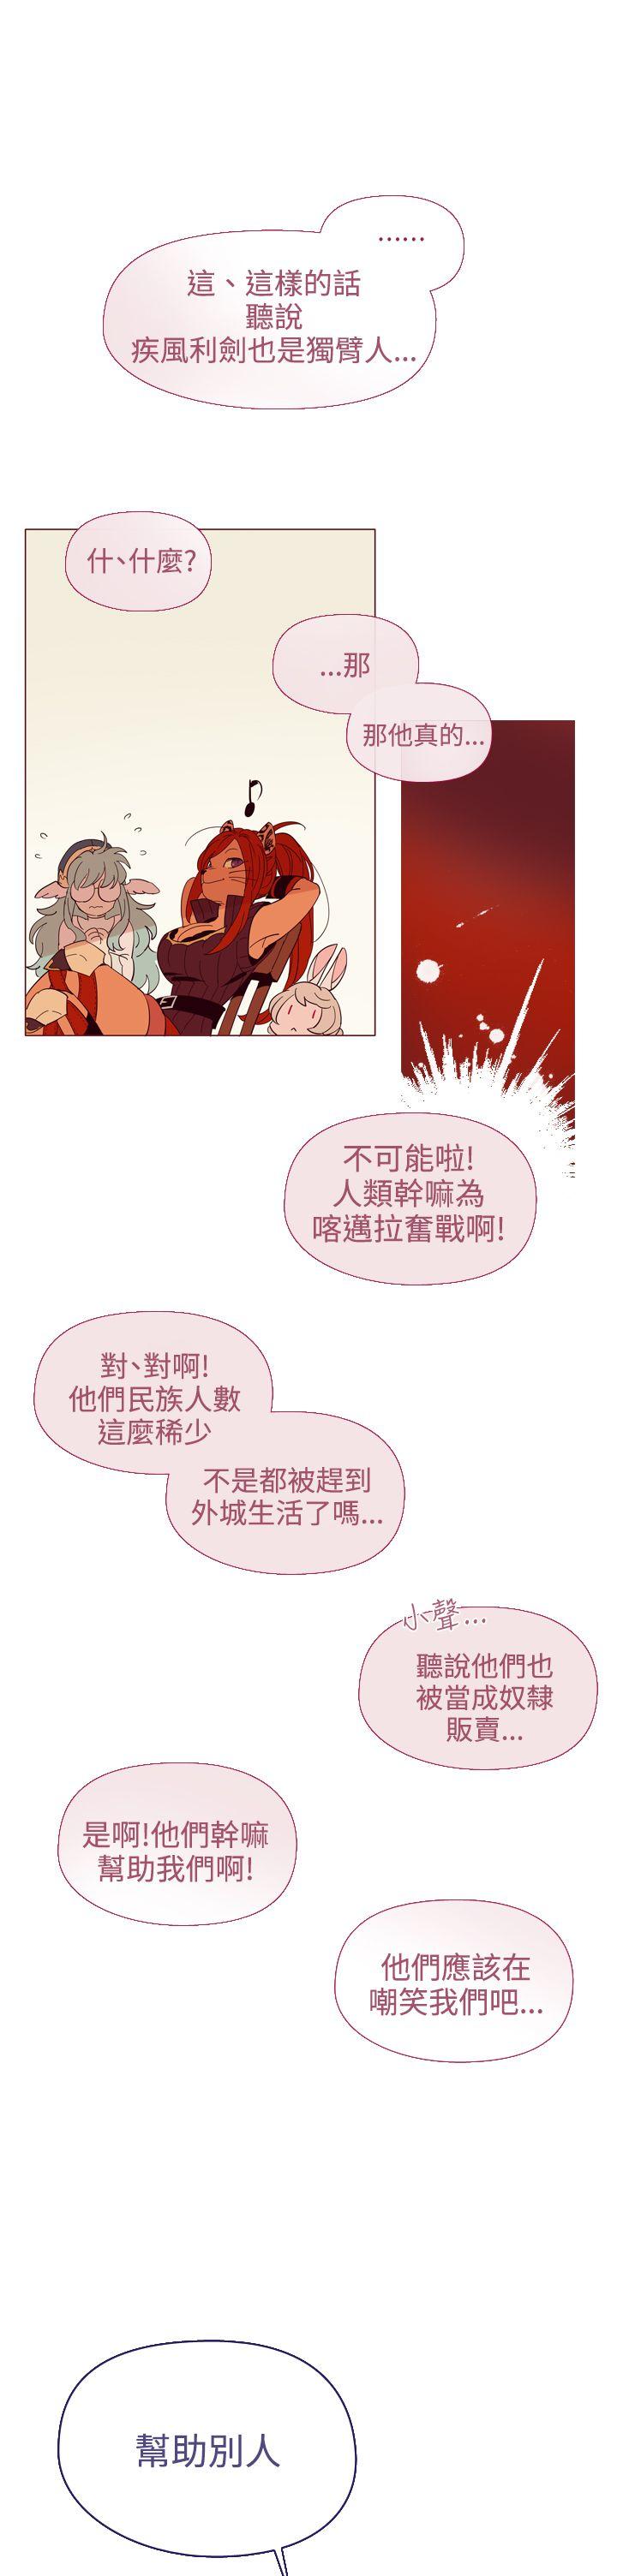 ……
這、這樣的話
聽說
疾風利劍也是獨臂人...
什、什麼?
...那
那他真的...
不可能啦!
人類幹嘛為
喀邁拉奮戰啊!
對、對啊!
他們民族人數
這麼稀少
不是都被趕到
外城生活了嗎...
小聲...
聽說他們也
被當成奴隸
販賣...
是啊!他們幹嘛
幫助我們啊!
他們應該在
嘲笑我們吧...
幫助別人